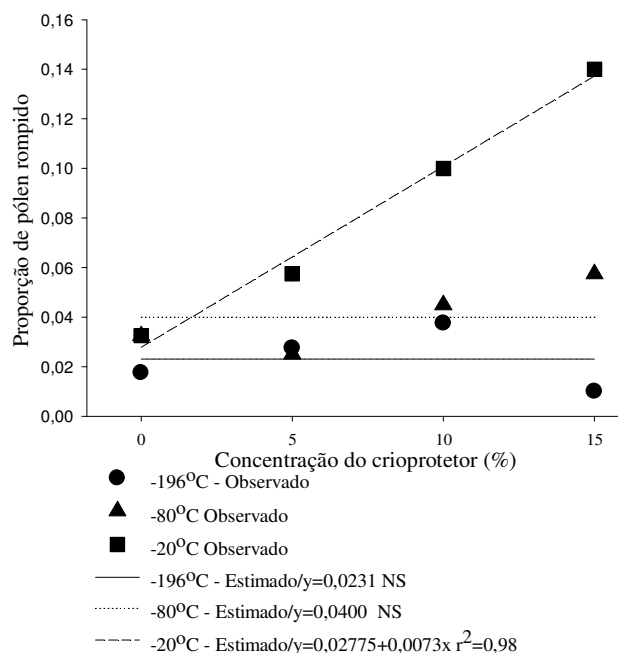 0,16
0,14
0,12
0,10
0,08
0,06
0,04
0,02
0,00
Proporção de pólen rompido
0 5 10 15
Concentração do crioprotetor (%)
-196ºC - Observado
-80ºC Observado
-20ºC Observado
-196ºC - Estimado/y=0,0231 NS
-80ºC - Estimado/y=0,0400 NS
-20ºC - Estimado/y=0,02775+0,0073x r²=0,98